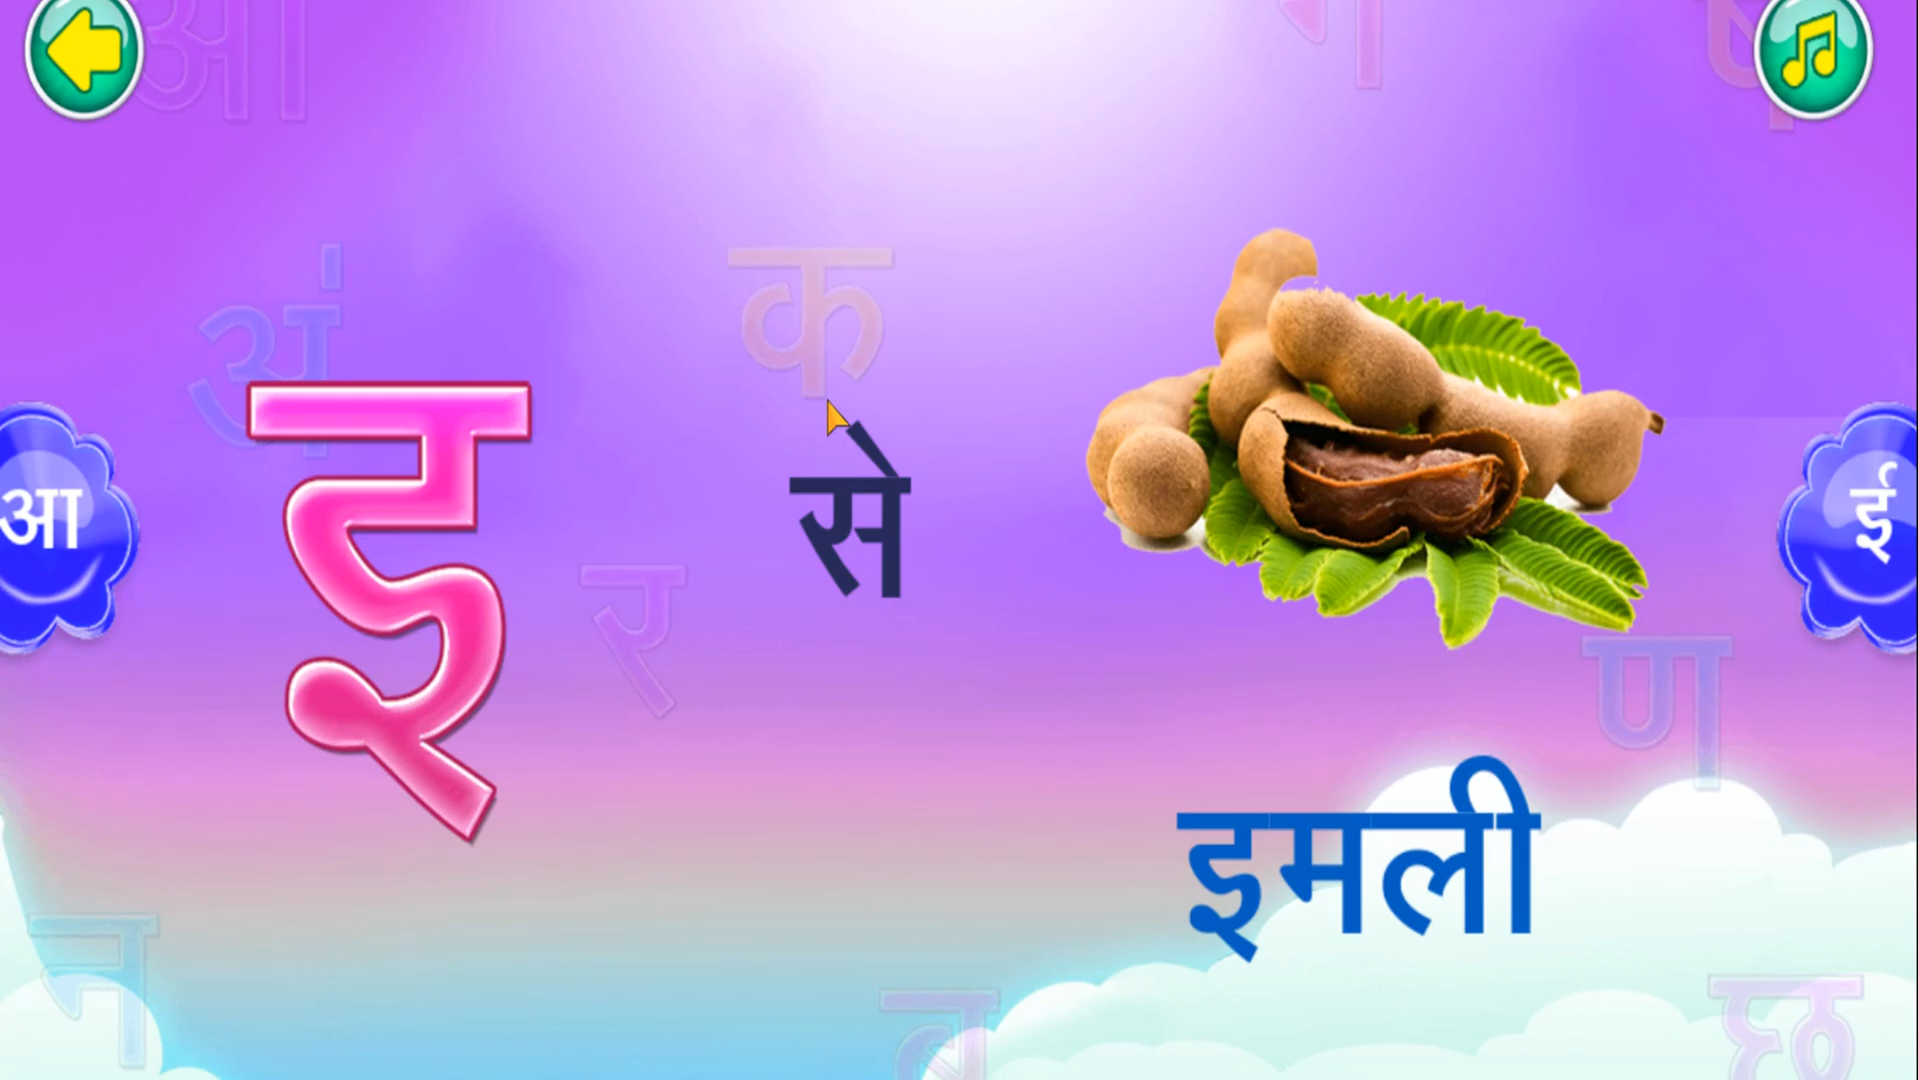 आ
अं
क
इ
से
आ
ई
र
ण
इमली
न
ब
छ